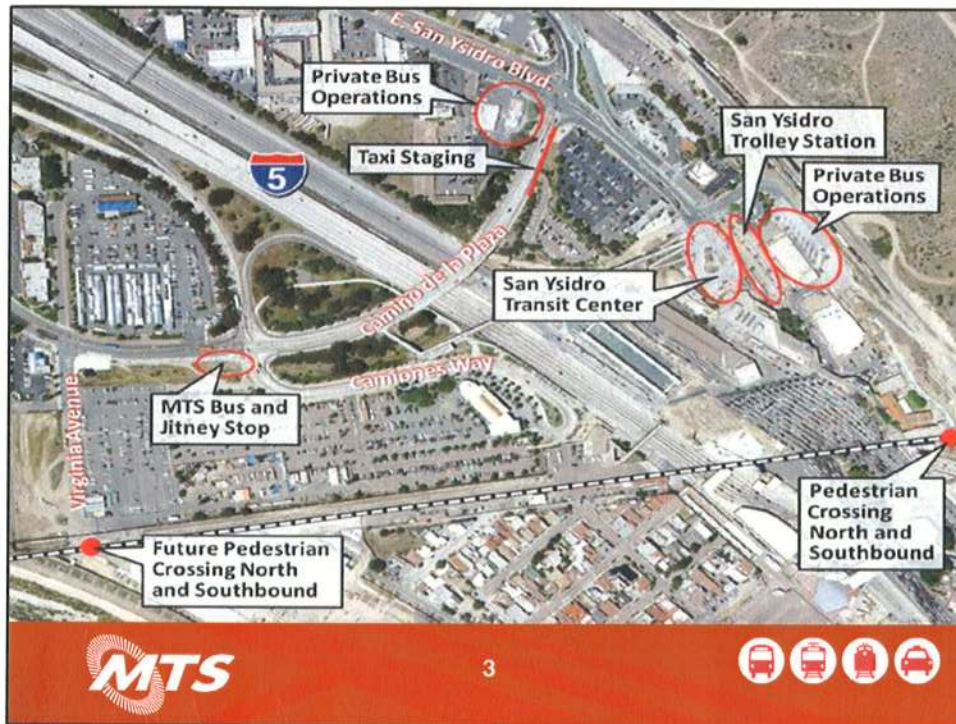 E. San Ysidro Blvd.
Private Bus
Operations
San Ysidro
Trolley Station
Taxi Staging
5
Private Bus
Operations
Camino de la Plaza
San Ysidro
Transit Center
Camiones Way
MTS Bus and
Jitney Stop
Virginia Avenue
Pedestrian
Crossing
North and
Southbound
Future Pedestrian
Crossing North
and Southbound
MTS
3